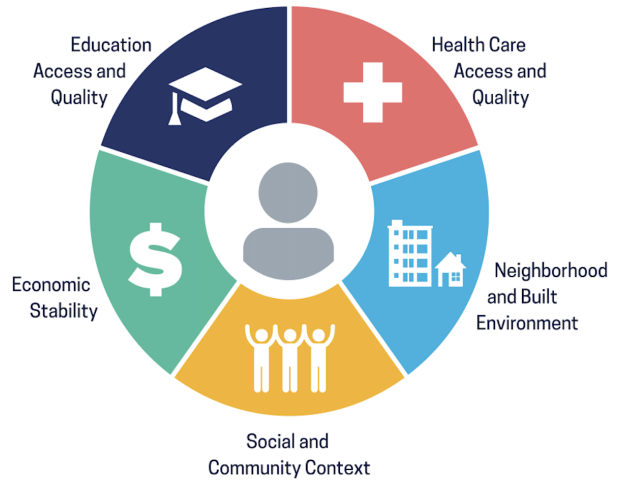 Education
Access and
Quality
Health Care
Access and
Quality
Economic
Stability
Neighborhood
and Built
Environment
Social and
Community Context